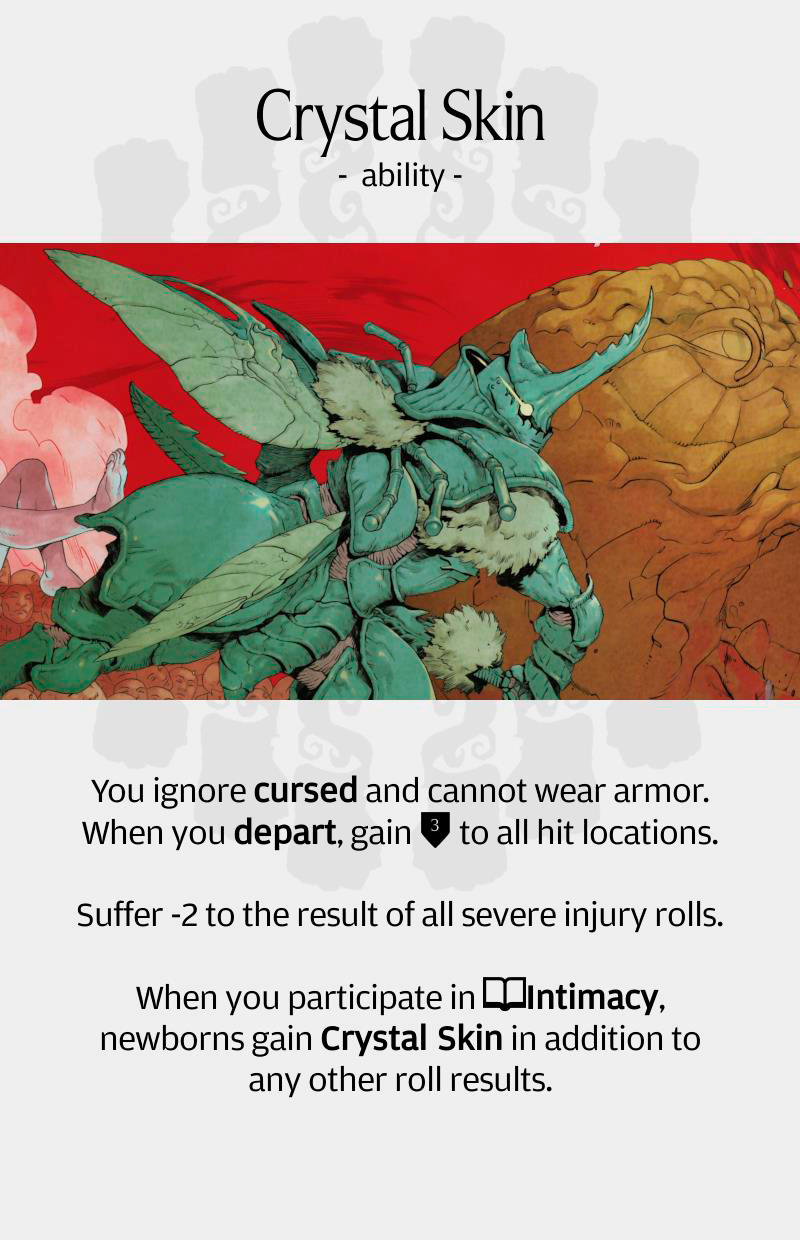 Crystal Skin
- ability -
You ignore cursed and cannot wear armor.
When you depart, gain 3 to all hit locations.
Suffer -2 to the result of all severe injury rolls.
When you participate in Intimacy,
newborns gain Crystal Skin in addition to
any other roll results.